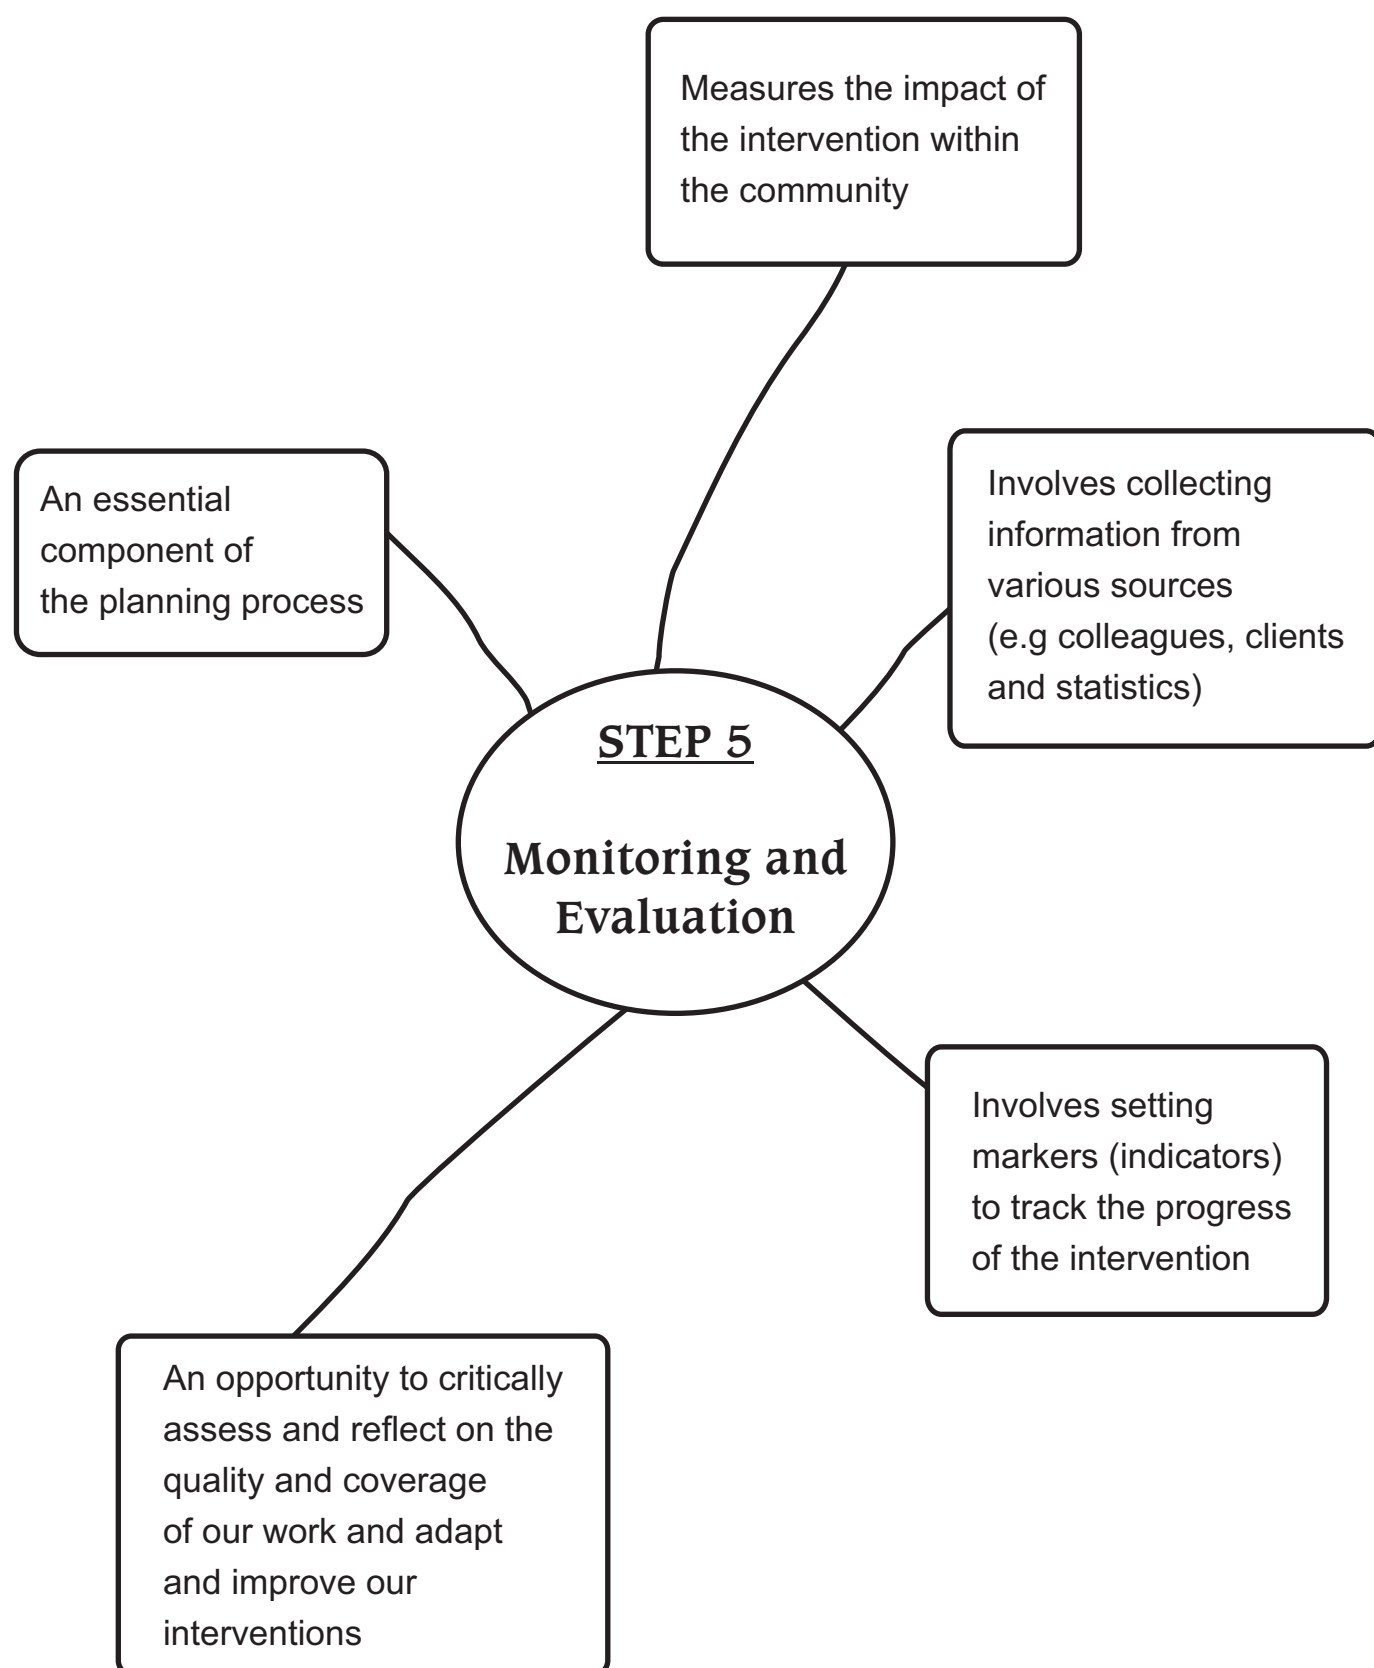 Measures the impact of
the intervention within
the community
An essential
component of
the planning process
Involves collecting
information from
various sources
(e.g colleagues, clients
and statistics)
STEP 5
Monitoring and
Evaluation
Involves setting
markers (indicators)
to track the progress
of the intervention
An opportunity to critically
assess and reflect on the
quality and coverage
of our work and adapt
and improve our
interventions